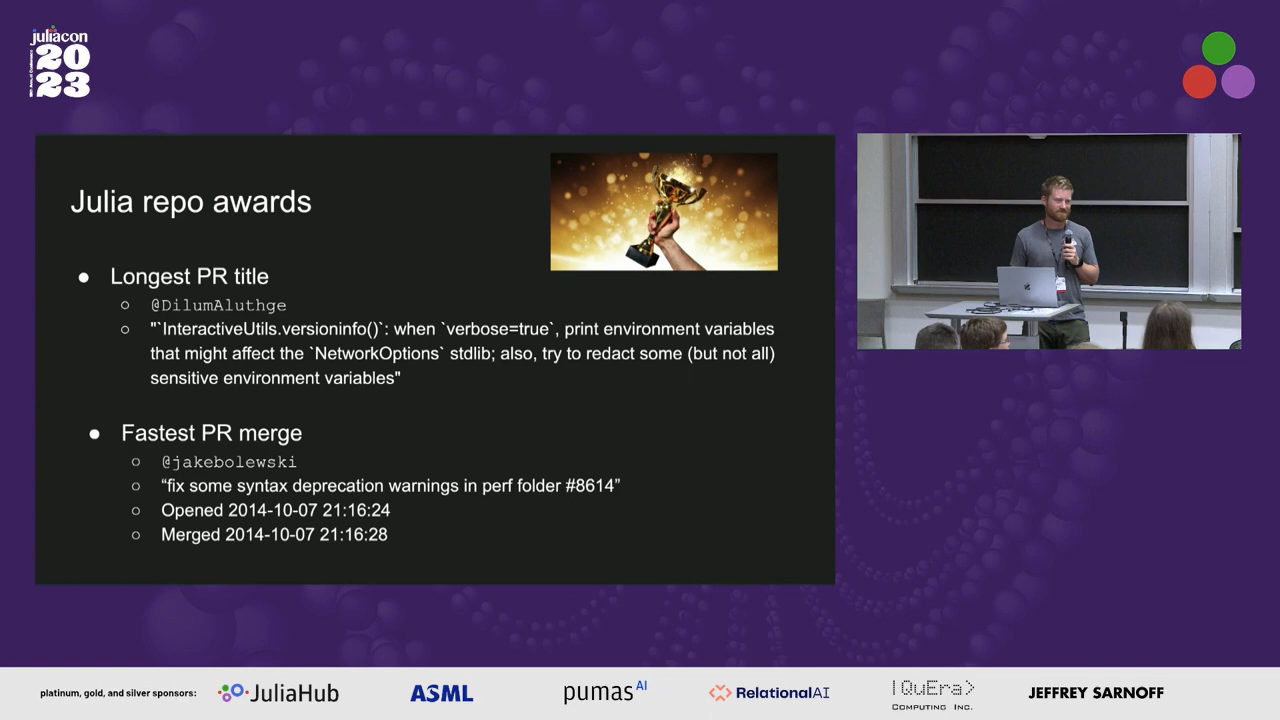 juliacon
20
23
Julia repo awards
● Longest PR title
○ @DilumAluthge
○ "`InteractiveUtils.versioninfo()`: when `verbose=true`, print environment variables
that might affect the `NetworkOptions` stdlib; also, try to redact some (but not all)
sensitive environment variables"
● Fastest PR merge
○ @jakebolewski
○ “fix some syntax deprecation warnings in perf folder #8614”
○ Opened 2014-10-07 21:16:24
○ Merged 2014-10-07 21:16:28
platinum, gold, and silver sponsors:
JuliaHub
ASML
pumasAI
RelationalAI
|QuEra>
COMPUTING INC.
JEFFREY SARNOFF